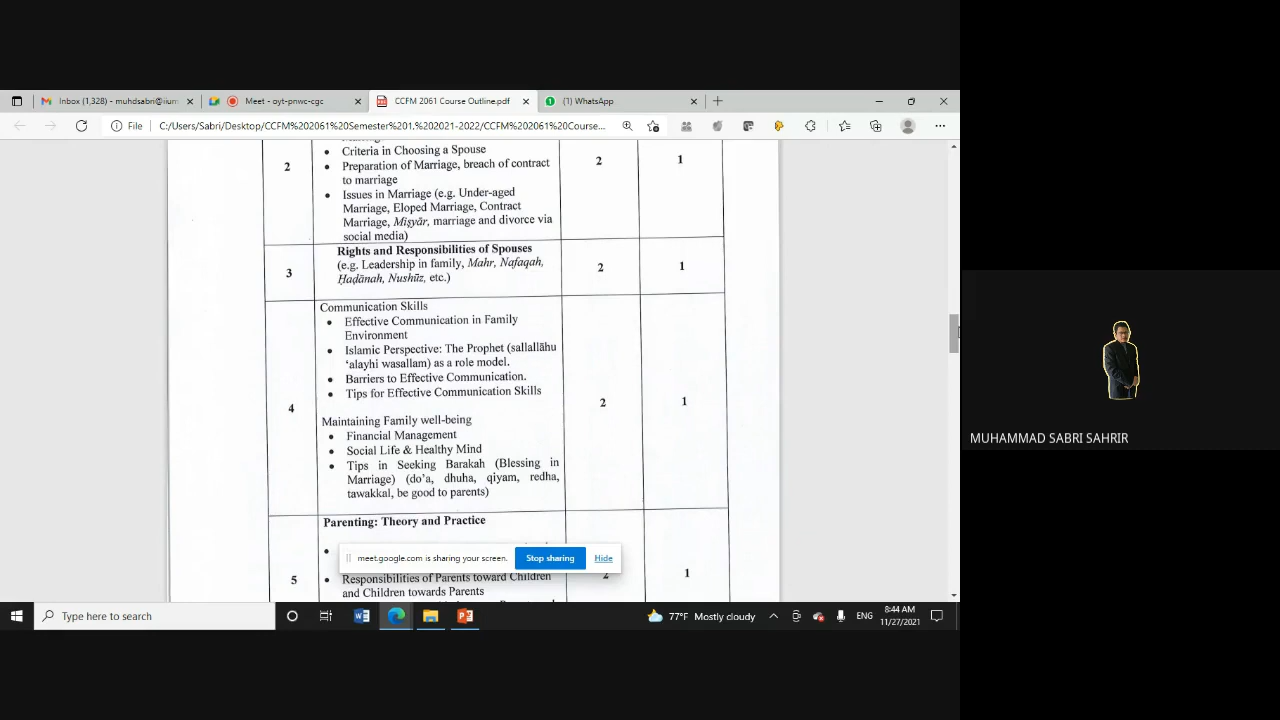 Inbox (1,328) - muhdsabri@iium
Meet - oyt-pnwc-cgc
CCFM 2061 Course Outline.pdf
(1) WhatsApp
File
C:/Users/Sabri/Desktop/CCFM%202061%20Semester%201.%202021-2022/CCFM%202061%20Course...
2
• Criteria in Choosing a Spouse
• Preparation of Marriage, breach of contract
to marriage
• Issues in Marriage (e.g. Under-aged
Marriage, Eloped Marriage, Contract
Marriage, Misyār, marriage and divorce via
social media)
2
1
3
Rights and Responsibilities of Spouses
(e.g. Leadership in family, Mahr, Nafaqah,
Ḥaḍānah, Nushūz, etc.)
2
1
4
Communication Skills
• Effective Communication in Family
Environment
• Islamic Perspective: The Prophet (sallallāhu
‘alayhi wasallam) as a role model.
• Barriers to Effective Communication.
• Tips for Effective Communication Skills
Maintaining Family well-being
• Financial Management
• Social Life & Healthy Mind
• Tips in Seeking Barakah (Blessing in
Marriage) (do’a, dhuha, qiyam, redha,
tawakkal, be good to parents)
2
1
5
Parenting: Theory and Practice
• Responsibilities of Parents toward Children
and Children towards Parents
2
1
meet.google.com is sharing your screen.
Stop sharing
Hide
MUHAMMAD SABRI SAHRIR
Type here to search
77°F Mostly cloudy
ENG
8:44 AM
11/27/2021